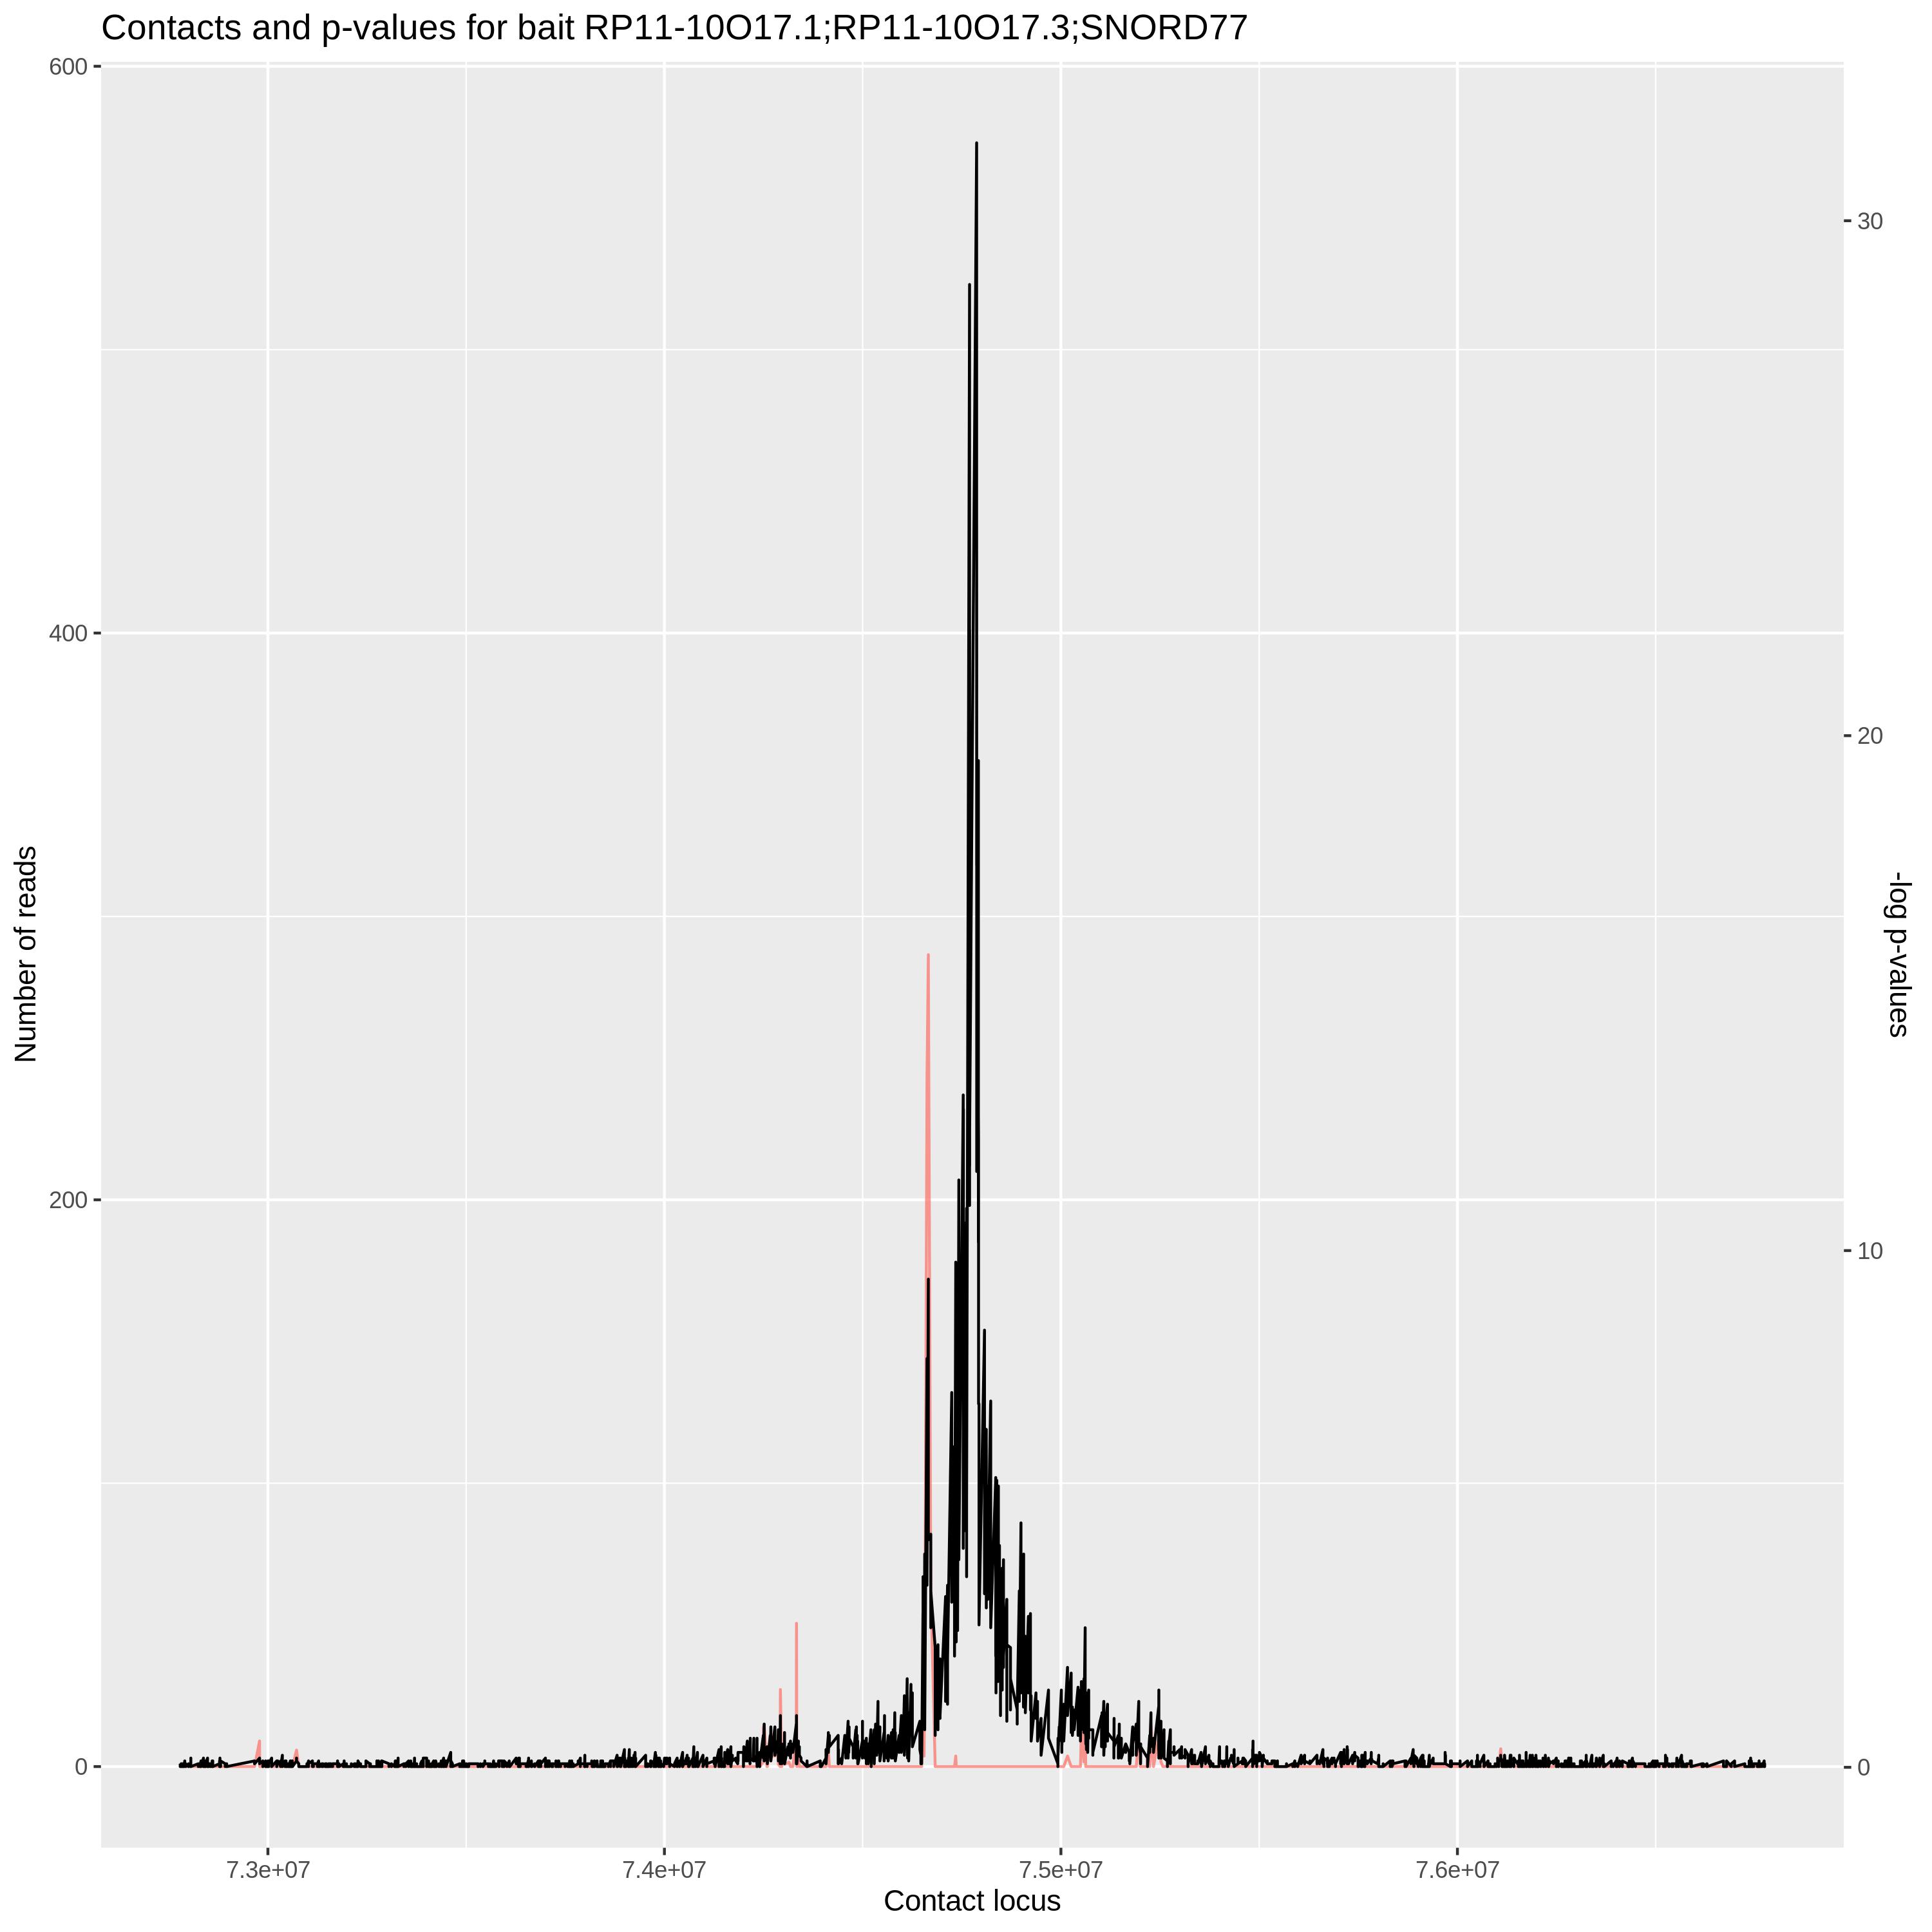 Contacts and p-values for bait RP11-10O17.1;RP11-10O17.3;SNORD77
600
400
200
0
Number of reads
30
20
10
0
-log p-values
7.3e+07 7.4e+07 7.5e+07 7.6e+07
Contact locus